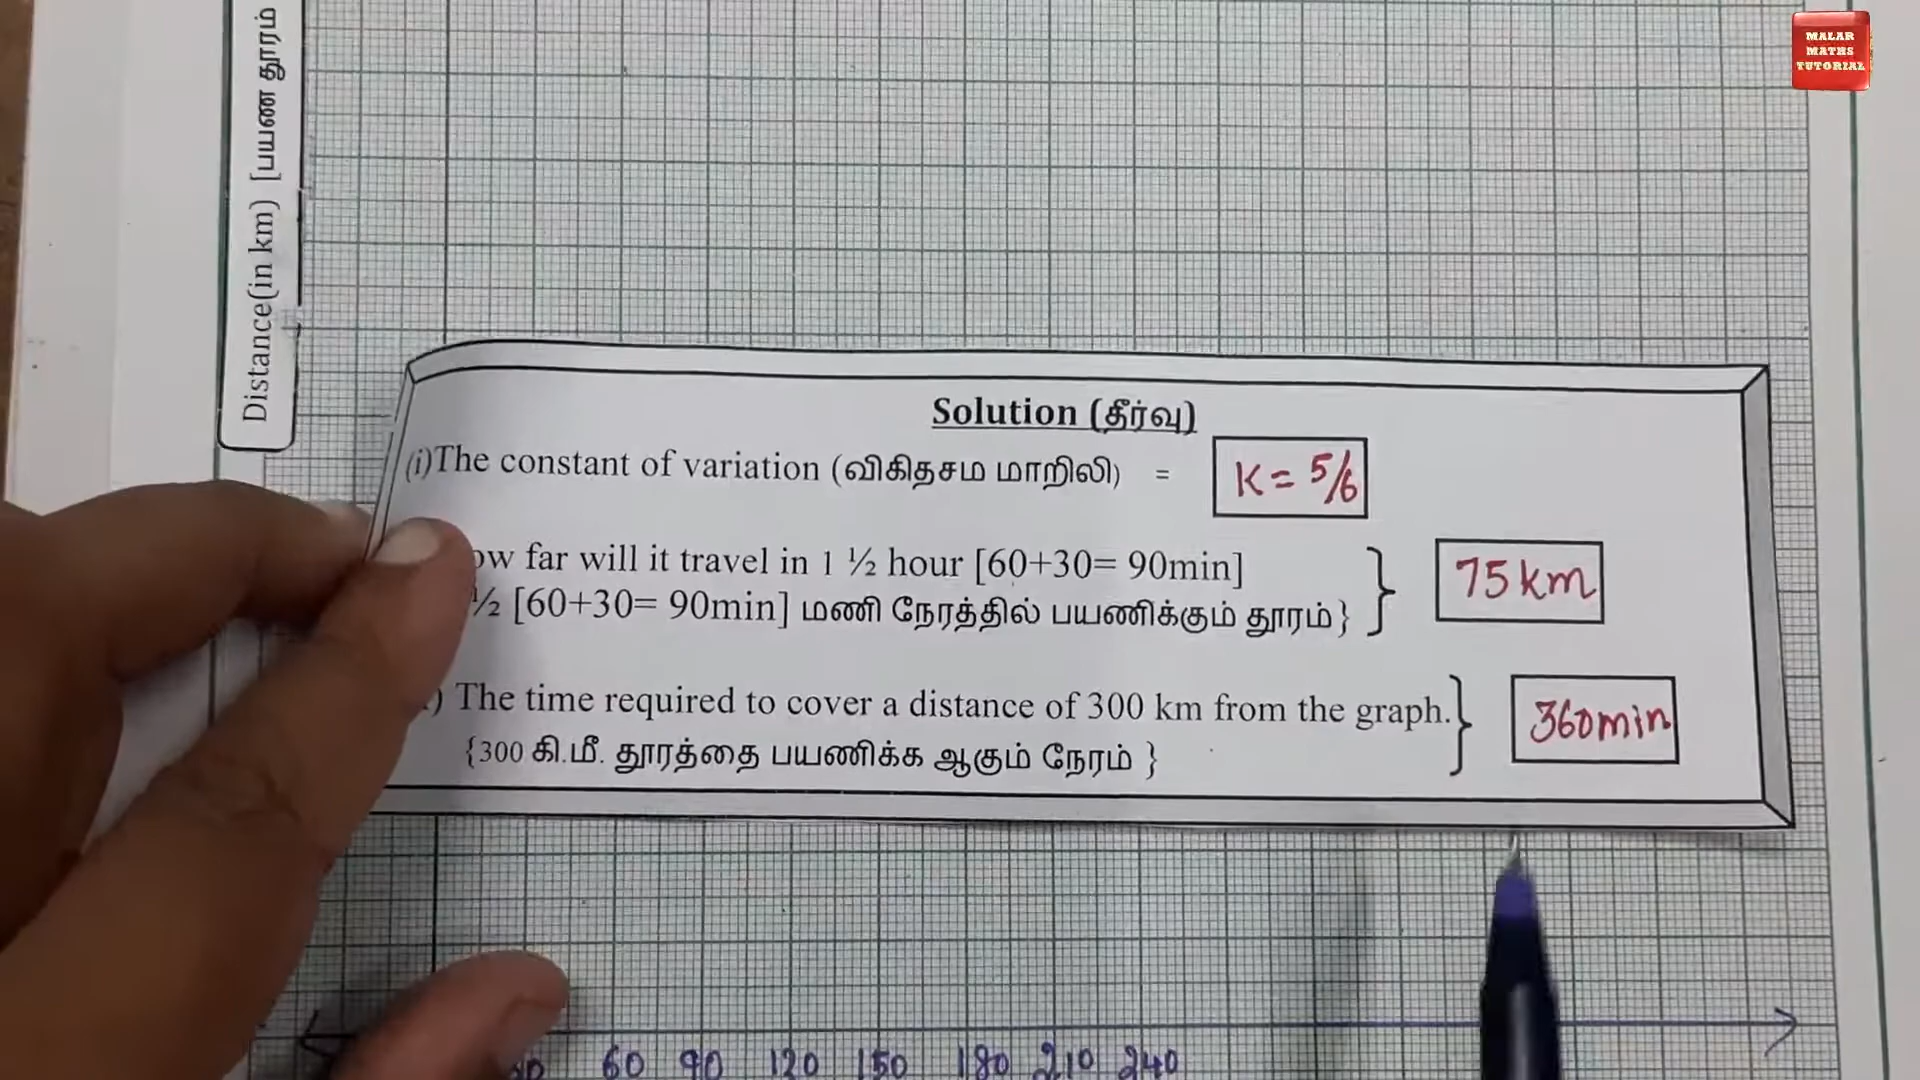 MALAR
MATHS
TUTORIAL
Distance(in km) [பயண தூரம்
Solution (தீர்வு)
(i)The constant of variation (விகிதசம மாறிலி) = K = 5/6
far will it travel in 1 ½ hour [60+30= 90min]
½ [60+30= 90min] மணி நேரத்தில் பயணிக்கும் தூரம்}
75 km
) The time required to cover a distance of 300 km from the graph.
{300 கி.மீ. தூரத்தை பயணிக்க ஆகும் நேரம் }
360min
60 90 120 150 180 210 240